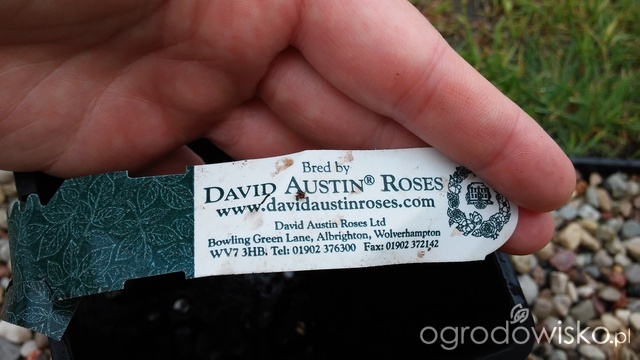 Bred by
DAVID AUSTIN® ROSES
www.davidaustinroses.com
David Austin Roses Ltd
Bowling Green Lane, Albrighton, Wolverhampton
WV7 3HB, Tel: 01902 376300 Fax: 01902 372142
ogrodowisko.pl